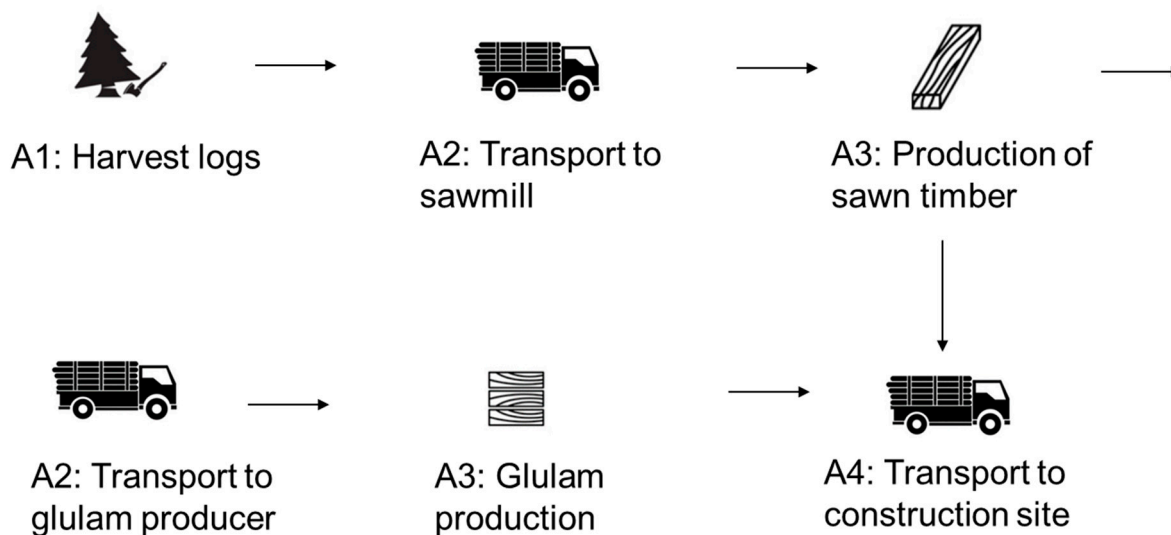 A1: Harvest logs
A2: Transport to
sawmill
A3: Production of
sawn timber
A2: Transport to
glulam producer
A3: Glulam
production
A4: Transport to
construction site